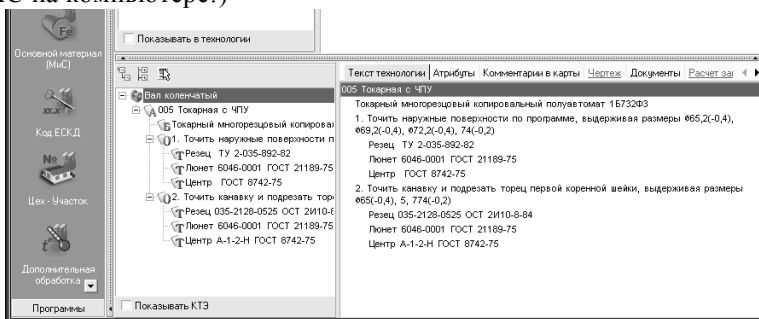 ИС на компьютере!)
Основной материал
(МиС)
Код ЕСКД
Цех - Участок
Дополнительная
обработка
Программы
Показывать в технологии
Вал коленчатый
005 Токарная с ЧПУ
Токарный многорезцовый копировал
1. Точить наружные поверхности п
Резец ТУ 2-035-892-82
Люнет 6046-0001 ГОСТ 21189-75
Центр ГОСТ 8742-75
2. Точить канавку и подрезать торе
Резец 035-2128-0525 ОСТ 2И10-8
Люнет 6046-0001 ГОСТ 21189-75
Центр А-1-2-Н ГОСТ 8742-75
Показывать КТЭ
Текст технологии Атрибуты Комментарии в карты Чертеж Документы Расчет заг
005 Токарная с ЧПУ
Токарный многорезцовый копировальный полуавтомат 1Б732Ф3
1. Точить наружные поверхности по программе, выдерживая размеры ø65,2(-0,4),
ø69,2(-0,4), ø72,2(-0,4), 74(-0,2)
Резец ТУ 2-035-892-82
Люнет 6046-0001 ГОСТ 21189-75
Центр ГОСТ 8742-75
2. Точить канавку и подрезать торец первой коренной шейки, выдерживая размеры
ø65(-0,4), 5, 774(-0,2)
Резец 035-2128-0525 ОСТ 2И10-8-84
Люнет 6046-0001 ГОСТ 21189-75
Центр А-1-2-Н ГОСТ 8742-75